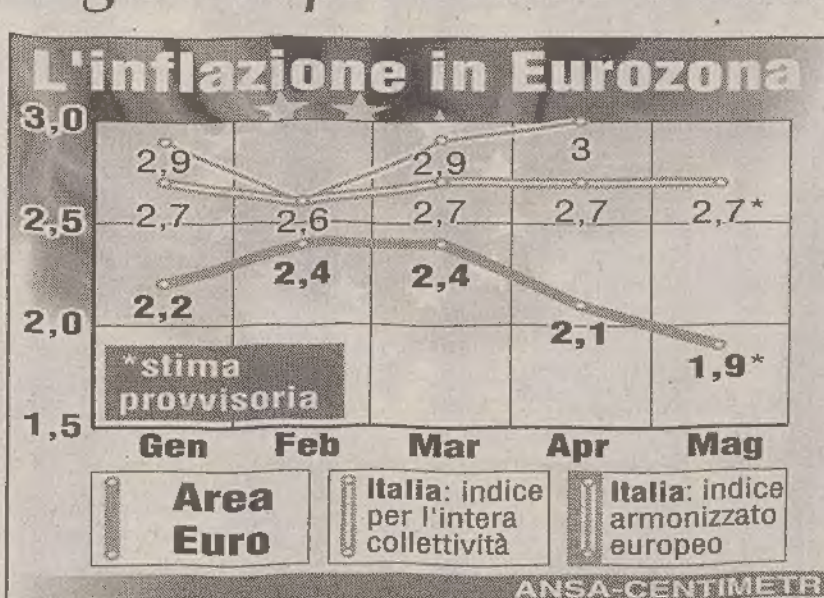 L'inflazione in Eurozona
3,0
2,9 2,9 3
2,7 2,6 2,7 2,7 2,7*
2,5
2,4 2,4
2,2
2,0
2,1
1,9*
*stima
provvisoria
1,5
Gen Feb Mar Apr Mag
Area
Euro
Italia: indice
per l'intera
collettività
Italia: indice
armonizzato
europeo